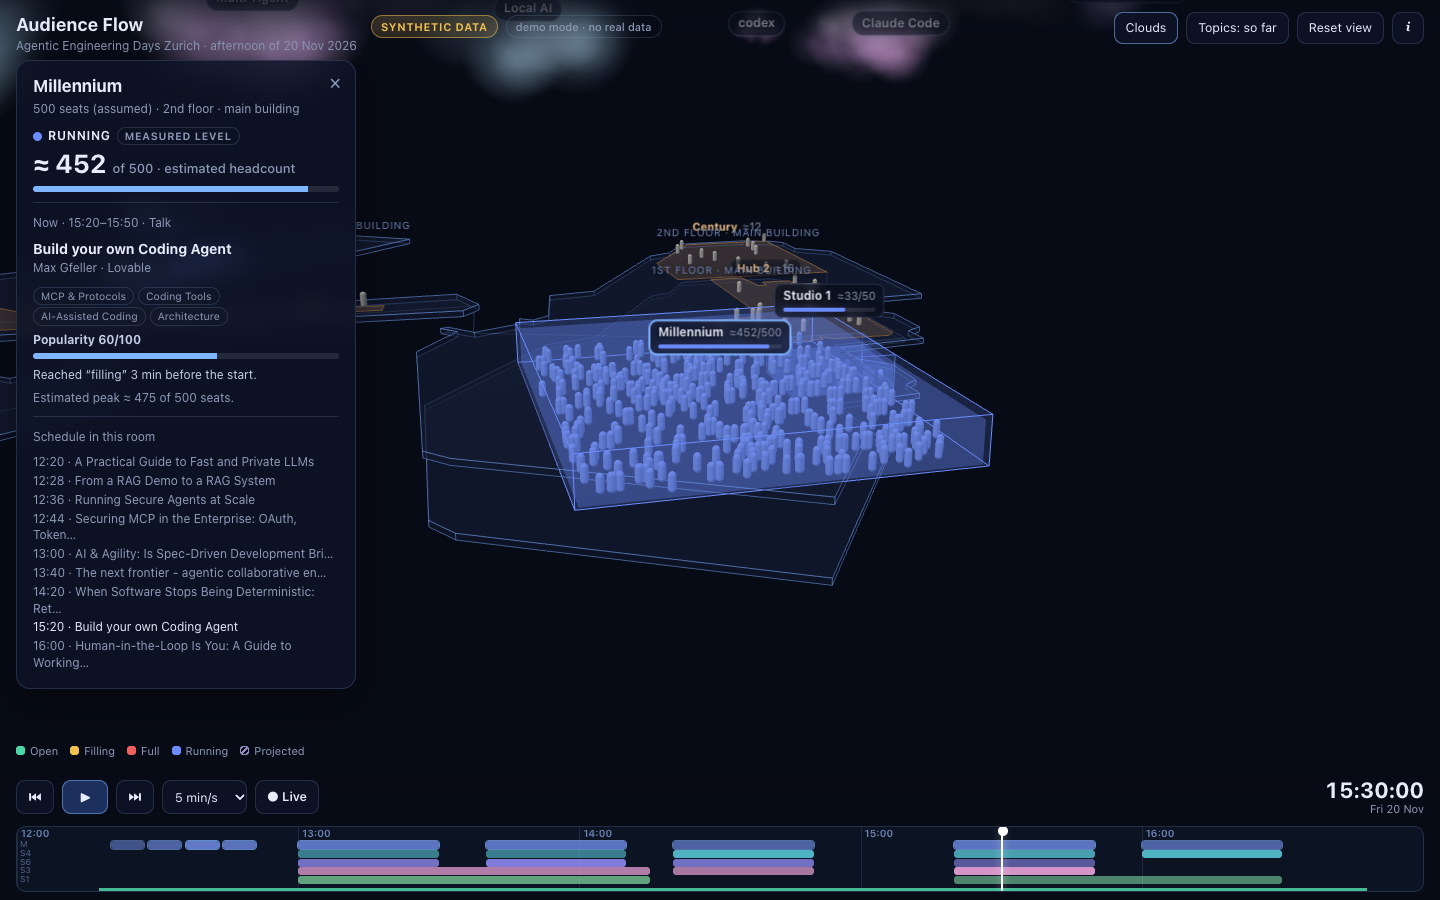 Audience Flow
Agentic Engineering Days Zurich · afternoon of 20 Nov 2026
SYNTHETIC DATA
demo mode · no real data
Local AI
codex
Claude Code
Clouds
Topics: so far
Reset view
i
Millennium
×
500 seats (assumed) · 2nd floor · main building
RUNNING
MEASURED LEVEL
≈ 452 of 500 · estimated headcount
Now · 15:20–15:50 · Talk
Build your own Coding Agent
Max Gfeller · Lovable
MCP & Protocols
Coding Tools
AI-Assisted Coding
Architecture
Popularity 60/100
Reached “filling” 3 min before the start.
Estimated peak ≈ 475 of 500 seats.
Schedule in this room
12:20 · A Practical Guide to Fast and Private LLMs
12:28 · From a RAG Demo to a RAG System
12:36 · Running Secure Agents at Scale
12:44 · Securing MCP in the Enterprise: OAuth,
Token...
13:00 · AI & Agility: Is Spec-Driven Development Bri...
13:40 · The next frontier - agentic collaborative en...
14:20 · When Software Stops Being Deterministic:
Ret...
15:20 · Build your own Coding Agent
16:00 · Human-in-the-Loop Is You: A Guide to
Working...
BUILDING
Century ≈12
2ND FLOOR · MAIN BUILDING
1ST FLOOR · MAIN BUILDING
Hub 2 ≈16
Studio 1 ≈33/50
Millennium ≈452/500
Open
Filling
Full
Running
Projected
5 min/s
Live
15:30:00
Fri 20 Nov
12:00
13:00
14:00
15:00
16:00
M
S4
S6
S3
S1